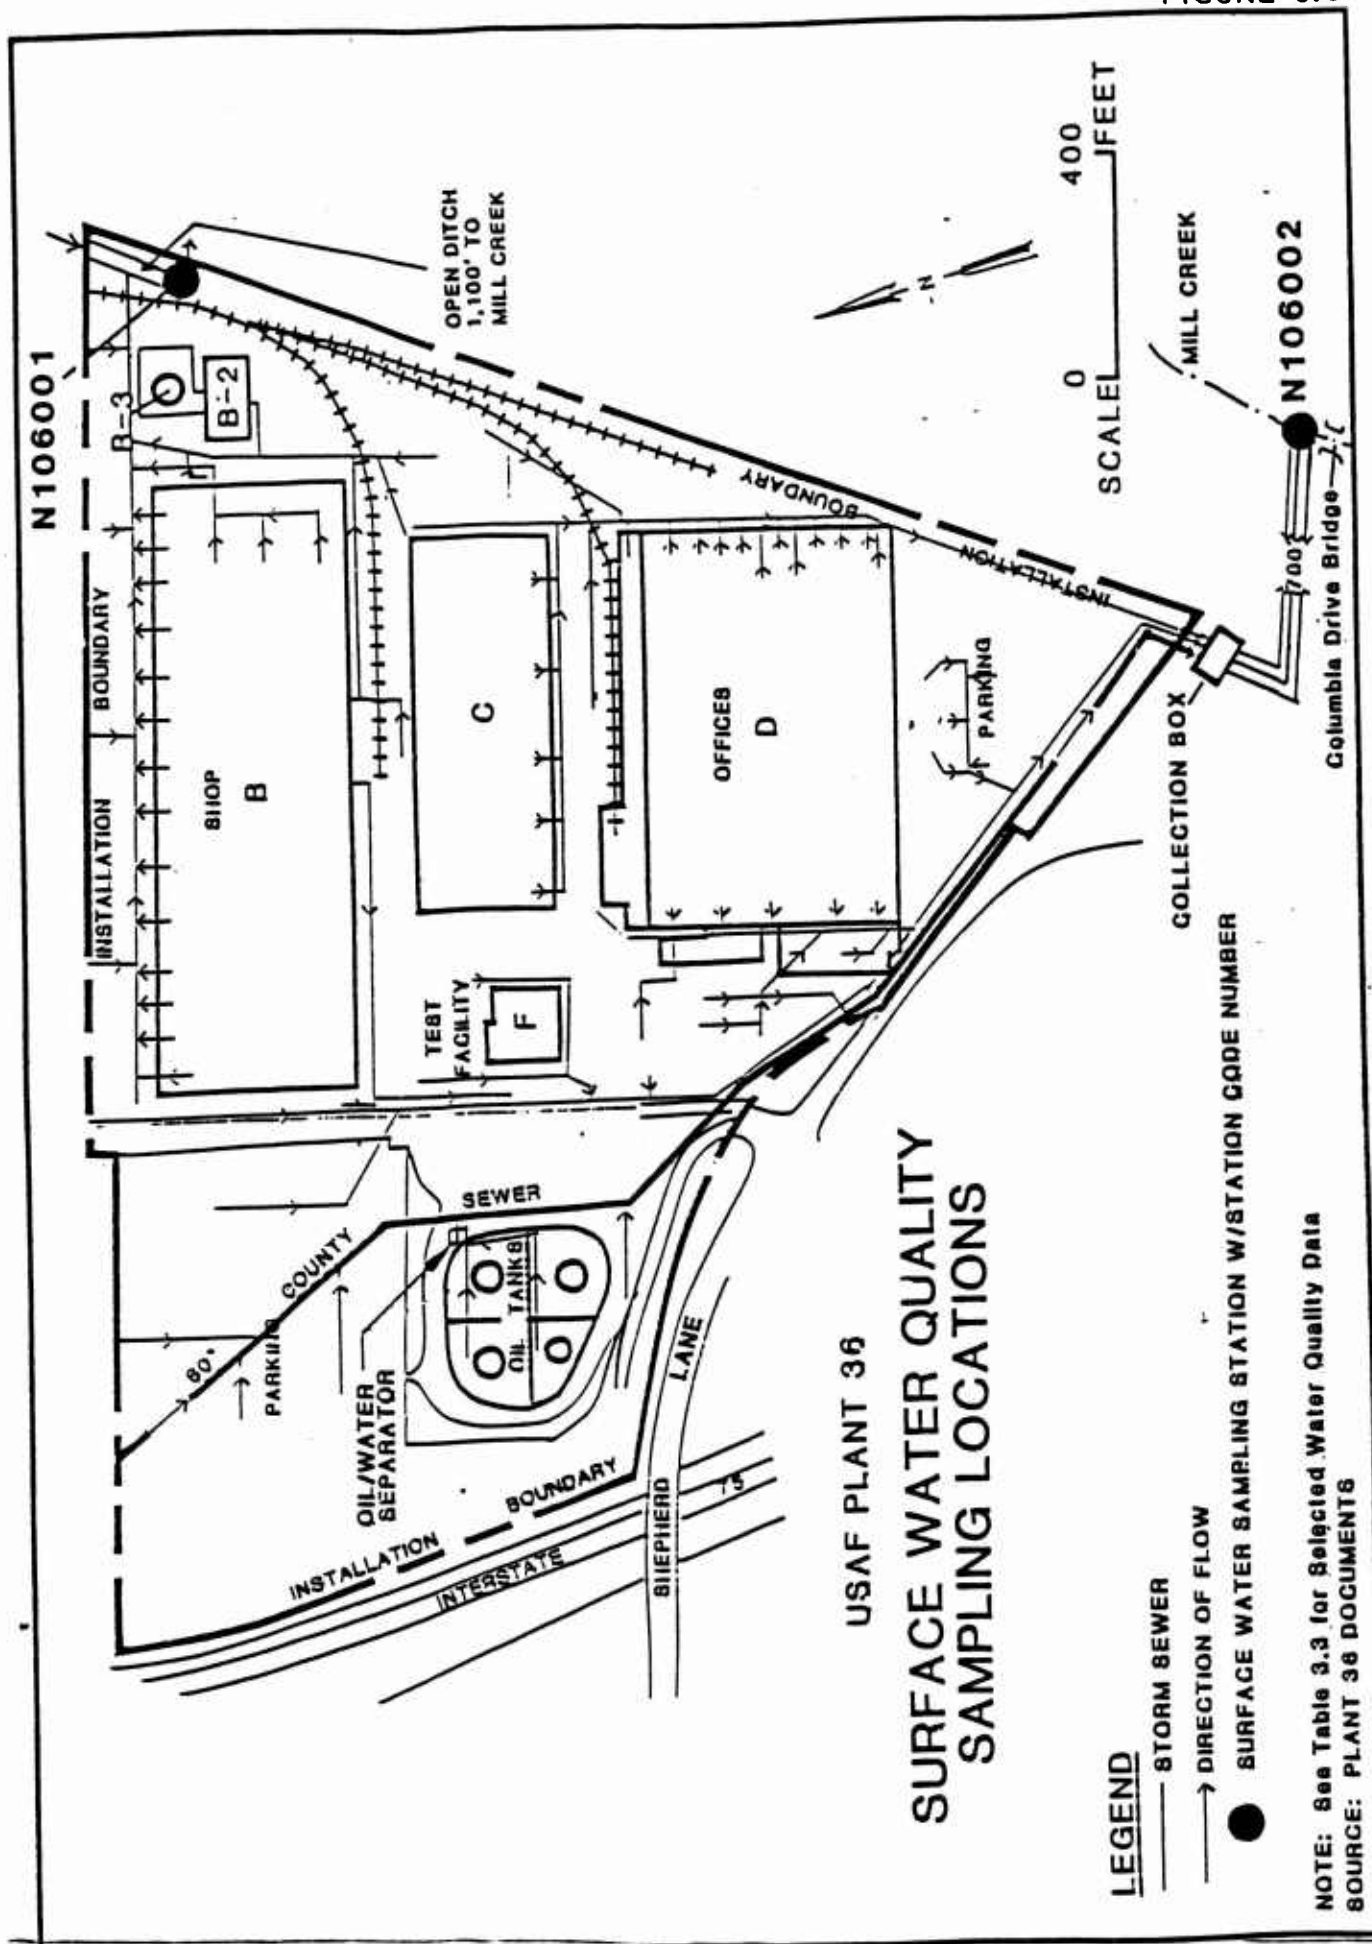 N106001
INSTALLATION BOUNDARY
B-3
B-2
SHOP
B
OPEN DITCH
1,100' TO
MILL CREEK
C
TEST
FACILITY
F
OFFICES
D
PARKING
INSTALLATION BOUNDARY
N
COUNTY SEWER
60"
PARKING
OIL/WATER
SEPARATOR
OIL TANKS
INSTALLATION BOUNDARY
INTERSTATE 75
SHEPHERD LANE
COLLECTION BOX
700'
MILL CREEK
N106002
Columbia Drive Bridge
0 400
SCALE FEET
USAF PLANT 36
SURFACE WATER QUALITY
SAMPLING LOCATIONS
LEGEND
STORM SEWER
DIRECTION OF FLOW
SURFACE WATER SAMPLING STATION W/STATION CODE NUMBER
NOTE: See Table 3.3 for Selected Water Quality Data
SOURCE: PLANT 36 DOCUMENTS